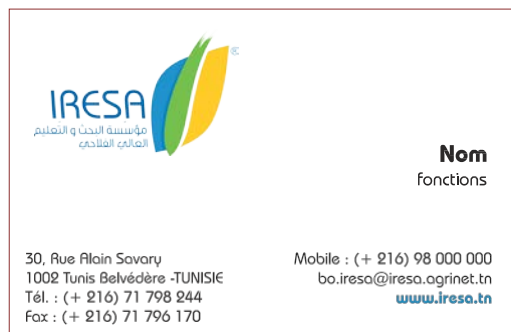 ®
IRESA
مؤسسة البحث و التعليم
العالي الفلاحي
Nom
fonctions
30, Rue Alain Savary
1002 Tunis Belvédère -TUNISIE
Tél. : (+ 216) 71 798 244
Fax : (+ 216) 71 796 170
Mobile : (+ 216) 98 000 000
bo.iresa@iresa.agrinet.tn
www.iresa.tn